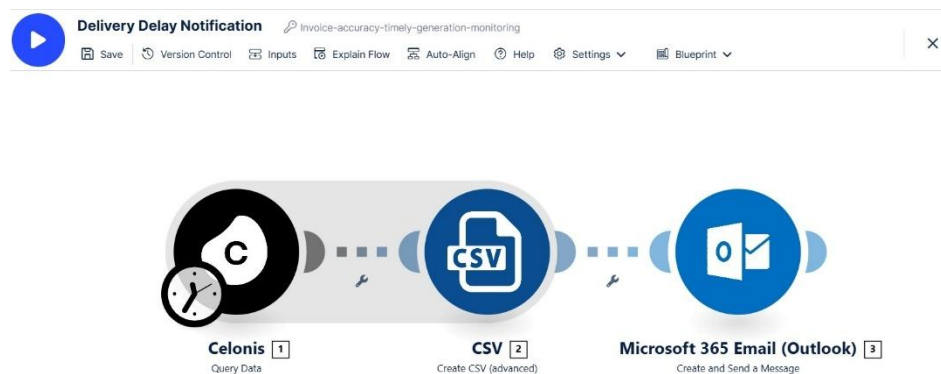 Delivery Delay Notification Invoice-accuracy-timely-generation-monitoring
Save Version Control Inputs Explain Flow Auto-Align Help Settings Blueprint
C CSV O
Celonis 1 CSV 2 Microsoft 365 Email (Outlook) 3
Query Data Create CSV (advanced) Create and Send a Message